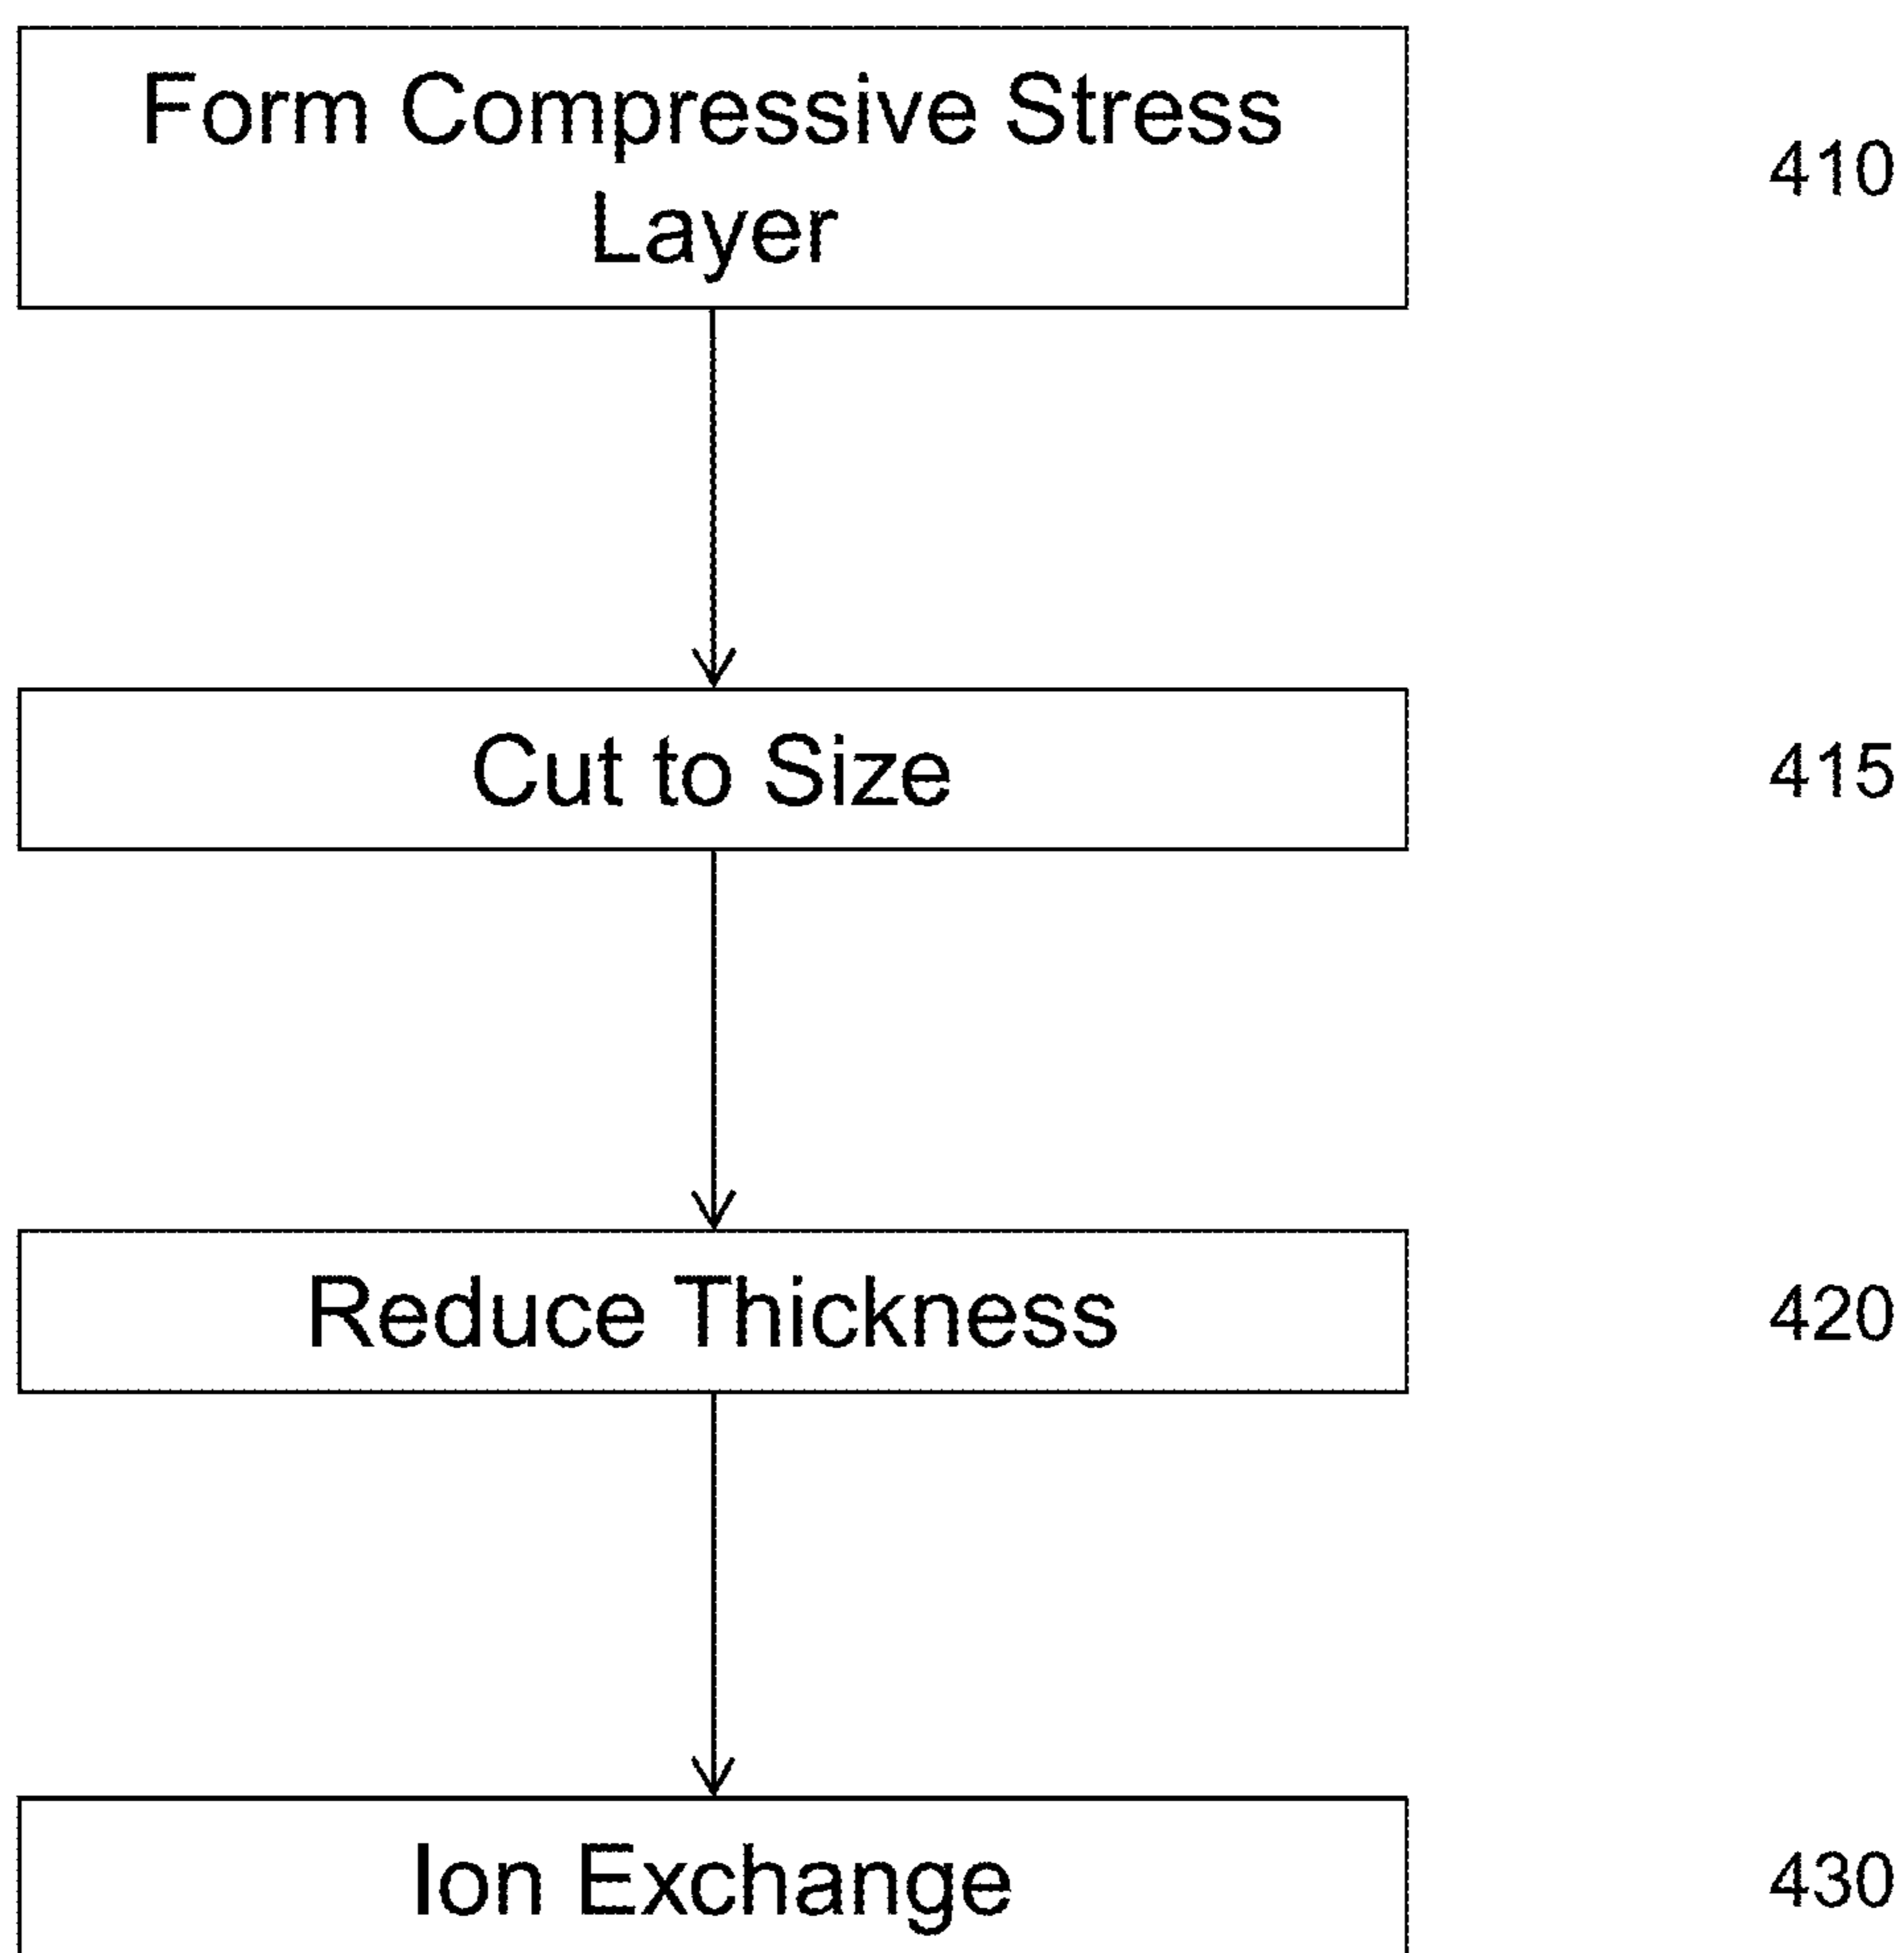 Form Compressive Stress
Layer
410
Cut to Size
415
Reduce Thickness
420
Ion Exchange
430